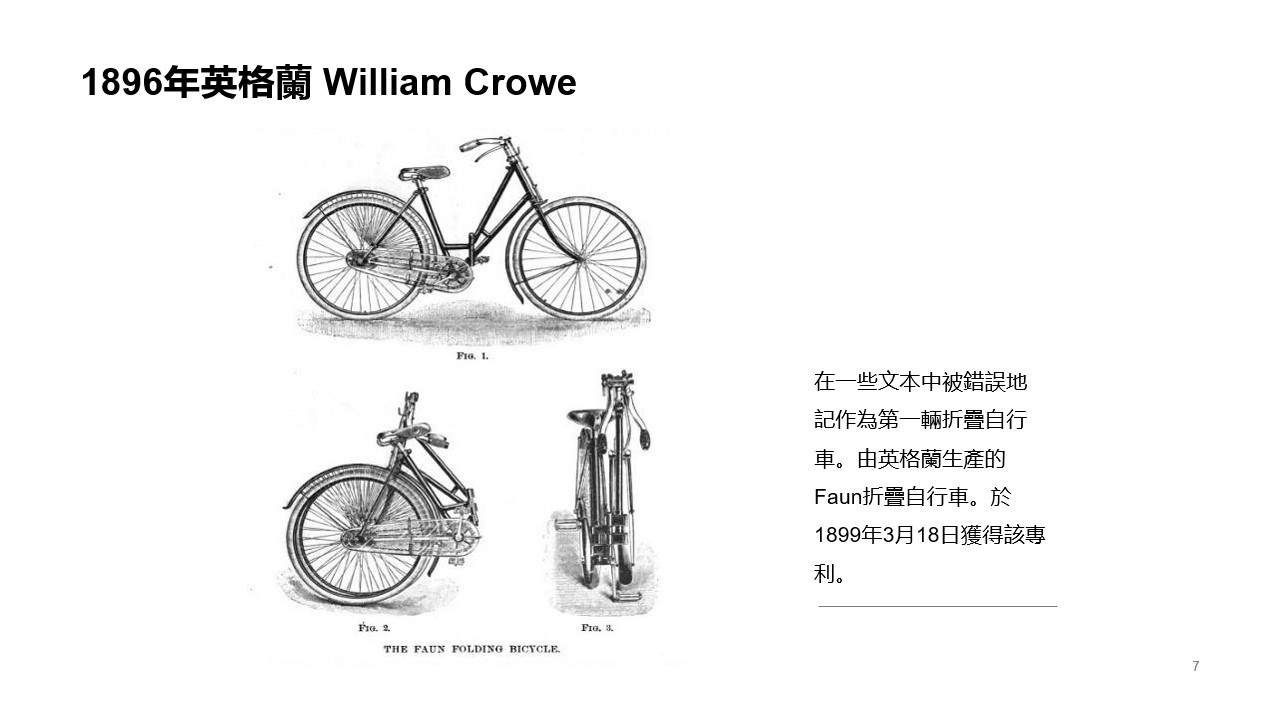 1896年英格蘭 William Crowe
FIG. 1.
FIG. 2.
FIG. 3.
THE FAUN FOLDING BICYCLE.
在一些文本中被錯誤地
記作為第一輛折疊自行
車。由英格蘭生產的
Faun折疊自行車。於
1899年3月18日獲得該專
利。
7